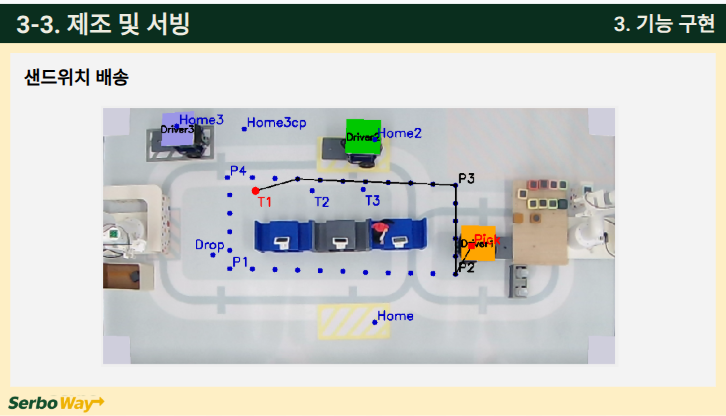 3-3. 제조 및 서빙
3. 기능 구현
샌드위치 배송
Home3
Driver3
Home3cp
Driver2
Home2
P4
T1
T2
T3
P3
Drop
P1
Pick
Driver1
P2
Home
SerboWay